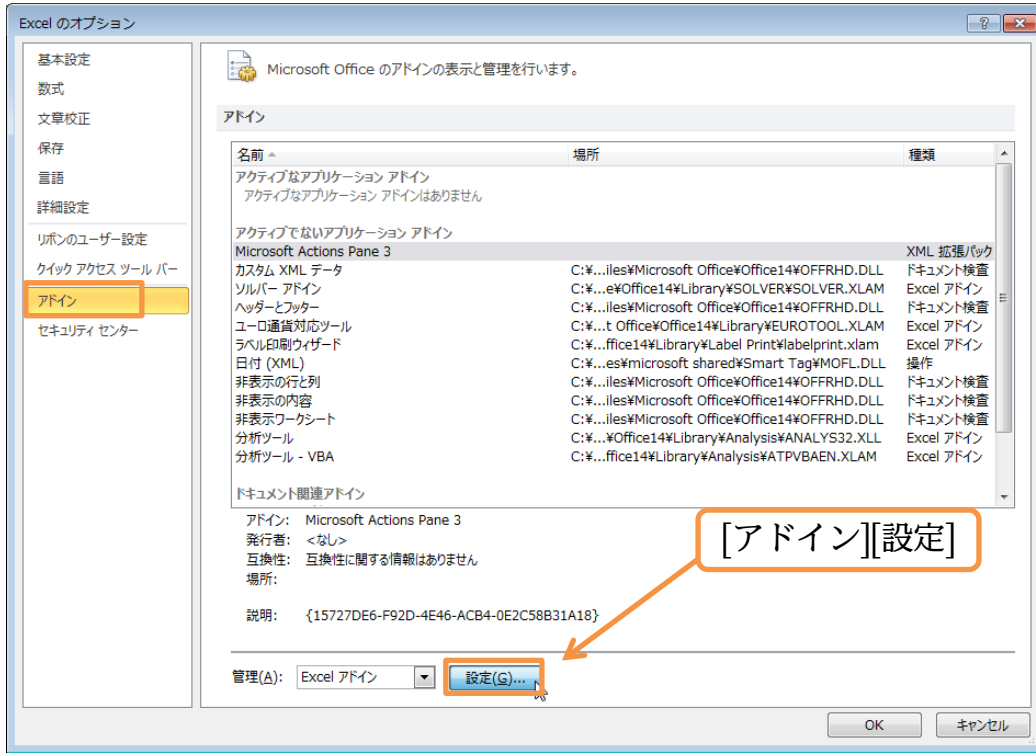 Excel のオプション
基本設定
数式
文章校正
保存
言語
詳細設定
リボンのユーザー設定
クイック アクセス ツール バー
アドイン
セキュリティ センター
Microsoft Office のアドインの表示と管理を行います。
アドイン
名前 場所 種類
アクティブなアプリケーション アドイン
アクティブなアプリケーション アドインはありません
アクティブでないアプリケーション アドイン
Microsoft Actions Pane 3 XML 拡張パック
カスタム XML データ C:¥...iles¥Microsoft Office¥Office14¥OFFRHD.DLL ドキュメント検査
ソルバー アドイン C:¥...e¥Office14¥Library¥SOLVER¥SOLVER.XLAM Excel アドイン
ヘッダーとフッター C:¥...iles¥Microsoft Office¥Office14¥OFFRHD.DLL ドキュメント検査
ユーロ通貨対応ツール C:¥...t Office¥Office14¥Library¥EUROTOOL.XLAM Excel アドイン
ラベル印刷ウィザード C:¥...ffice14¥Library¥Label Print¥labelprint.xlam Excel アドイン
日付 (XML) C:¥...es¥microsoft shared¥Smart Tag¥MOFL.DLL 操作
非表示の行と列 C:¥...iles¥Microsoft Office¥Office14¥OFFRHD.DLL ドキュメント検査
非表示の内容 C:¥...iles¥Microsoft Office¥Office14¥OFFRHD.DLL ドキュメント検査
非表示ワークシート C:¥...iles¥Microsoft Office¥Office14¥OFFRHD.DLL ドキュメント検査
分析ツール C:¥...¥Office14¥Library¥Analysis¥ANALYS32.XLL Excel アドイン
分析ツール - VBA C:¥...ffice14¥Library¥Analysis¥ATPVBAEN.XLAM Excel アドイン
ドキュメント関連アドイン
アドイン: Microsoft Actions Pane 3
発行者: <なし>
互換性: 互換性に関する情報はありません
場所:
説明: {15727DE6-F92D-4E46-ACB4-0E2C58B31A18}
[アドイン][設定]
管理(A): Excel アドイン 設定(G)...
OK キャンセル